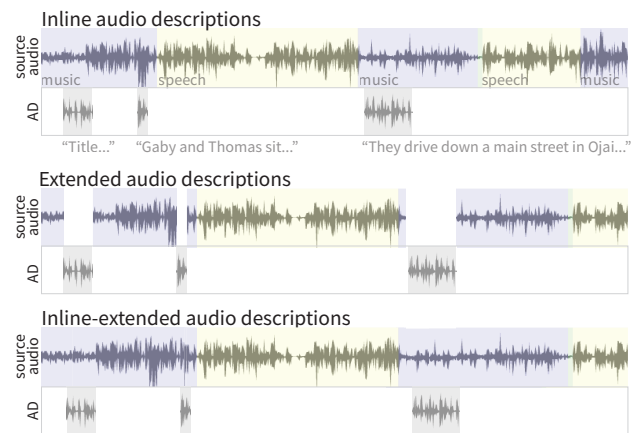 Inline audio descriptions
source audio
music speech music speech music
AD
“Title...” “Gaby and Thomas sit...” “They drive down a main street in Ojai...”
Extended audio descriptions
source audio
AD
Inline-extended audio descriptions
source audio
AD